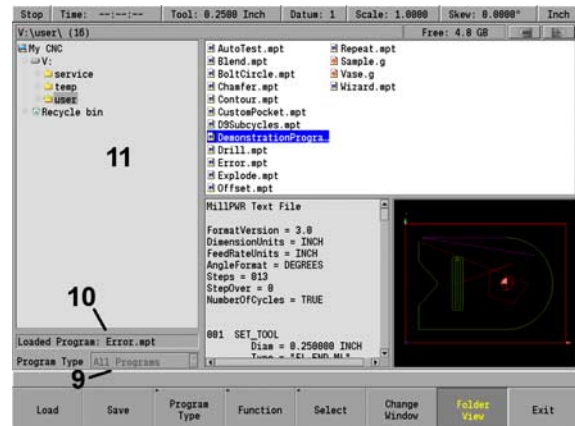 Stop Time: --:--:-- Tool: 0.2500 Inch Datum: 1 Scale: 1.0000 Skew: 0.0000° Inch
V:\user\ (16) Free: 4.0 GB
My CNC
V:
service
temp
user
Recycle bin
11
AutoTest.mpt
Blend.mpt
BoltCircle.mpt
Chamfer.mpt
Contour.mpt
CustomPocket.mpt
D9Subcycles.mpt
DemonstrationProgra…
Drill.mpt
Error.mpt
Explode.mpt
Offset.mpt
Repeat.mpt
Sample.g
Vase.g
Wizard.mpt
MillPWR Text File
FormatVersion = 3.0
DimensionUnits = INCH
FeedRateUnits = INCH
AngleFormat = DEGREES
Steps = 013
StepOver = 0
NumberOfCycles = TRUE
001 SET_TOOL
Diam = 0.250000 INCH
10
Loaded Program: Error.mpt
Program Type All Programs
9
Load Save Program Type Function Select Change Window Folder View Exit